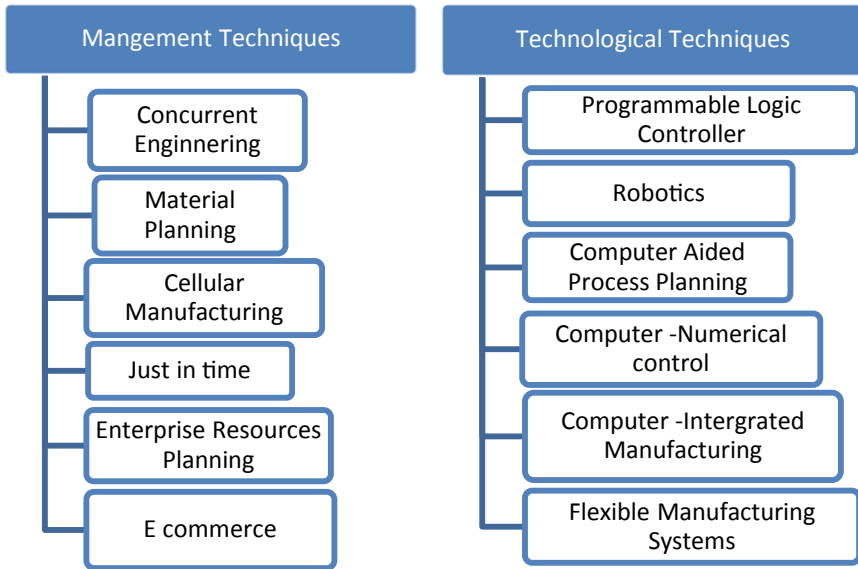 Mangement Techniques
Concurrent
Enginnering
Material
Planning
Cellular
Manufacturing
Just in time
Enterprise Resources
Planning
E commerce
Technological Techniques
Programmable Logic
Controller
Robotics
Computer Aided
Process Planning
Computer -Numerical
control
Computer -Intergrated
Manufacturing
Flexible Manufacturing
Systems